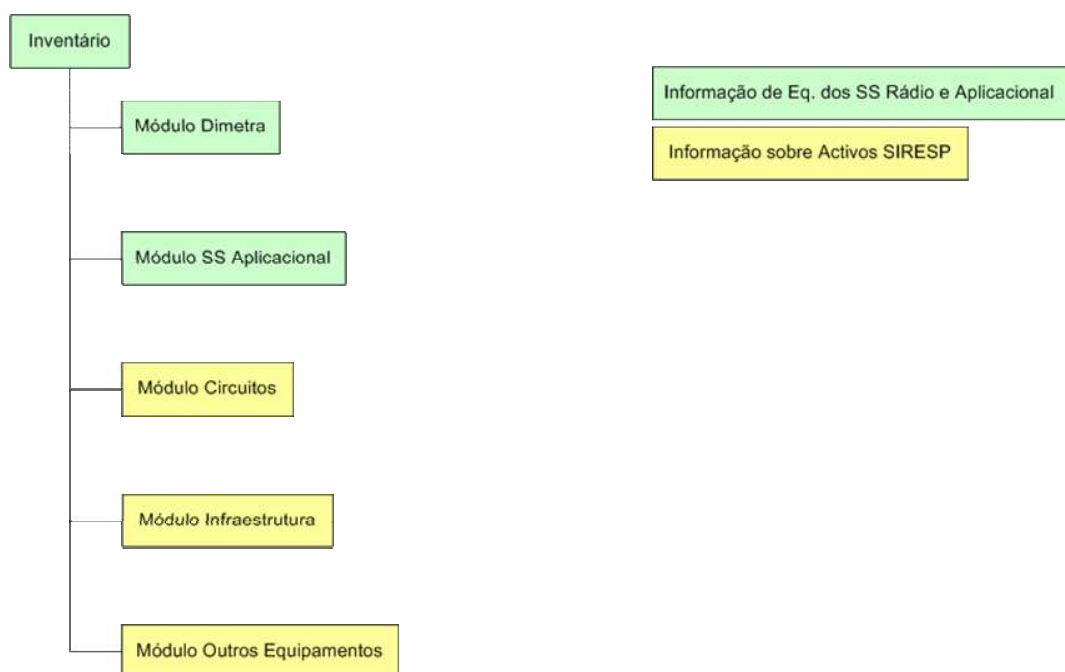 Inventário
Informação de Eq. dos SS Rádio e Aplicacional
Módulo Dimetra
Informação sobre Activos SIRESP
Módulo SS Aplicacional
Módulo Circuitos
Módulo Infraestrutura
Módulo Outros Equipamentos